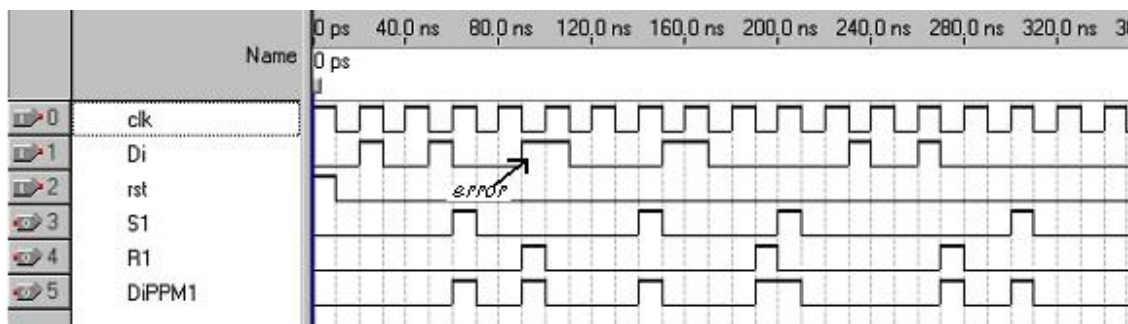 0 ps 40.0 ns 80.0 ns 120.0 ns 160.0 ns 200.0 ns 240.0 ns 280.0 ns 320.0 ns
Name
0 ps
0 clk
1 Di
2 rst
error
3 S1
4 R1
5 DiPPM1